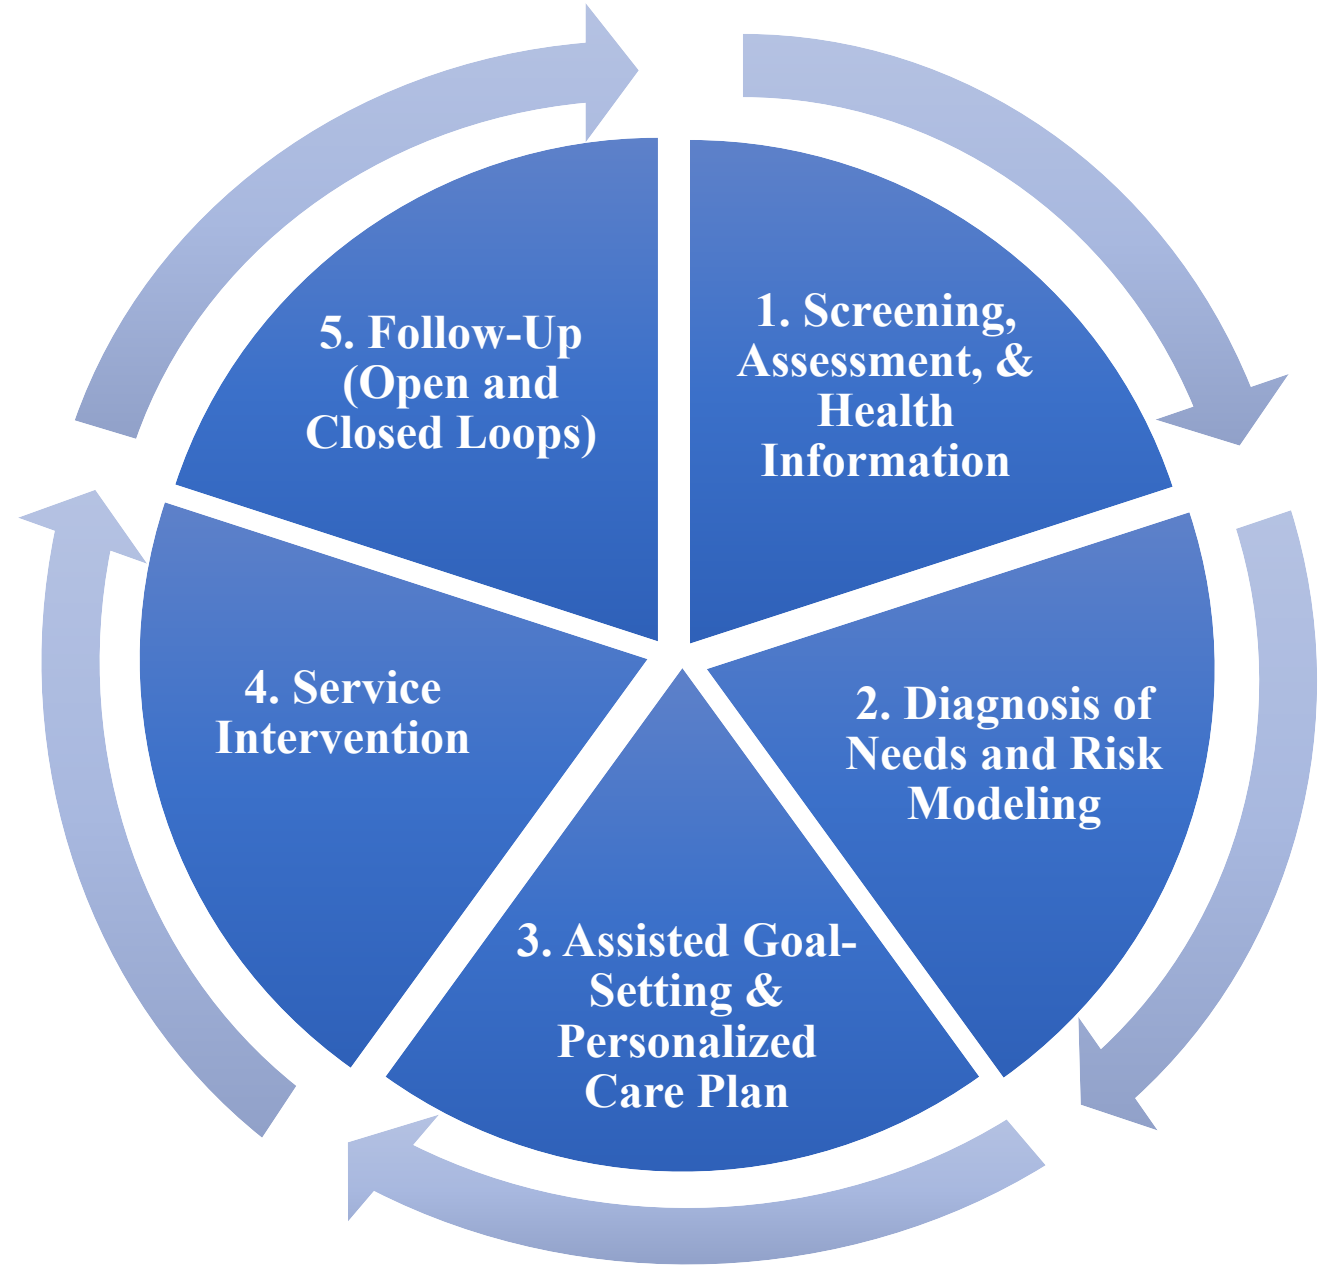 1. Screening,
Assessment, &
Health
Information
2. Diagnosis of
Needs and Risk
Modeling
3. Assisted Goal-
Setting &
Personalized
Care Plan
4. Service
Intervention
5. Follow-Up
(Open and
Closed Loops)